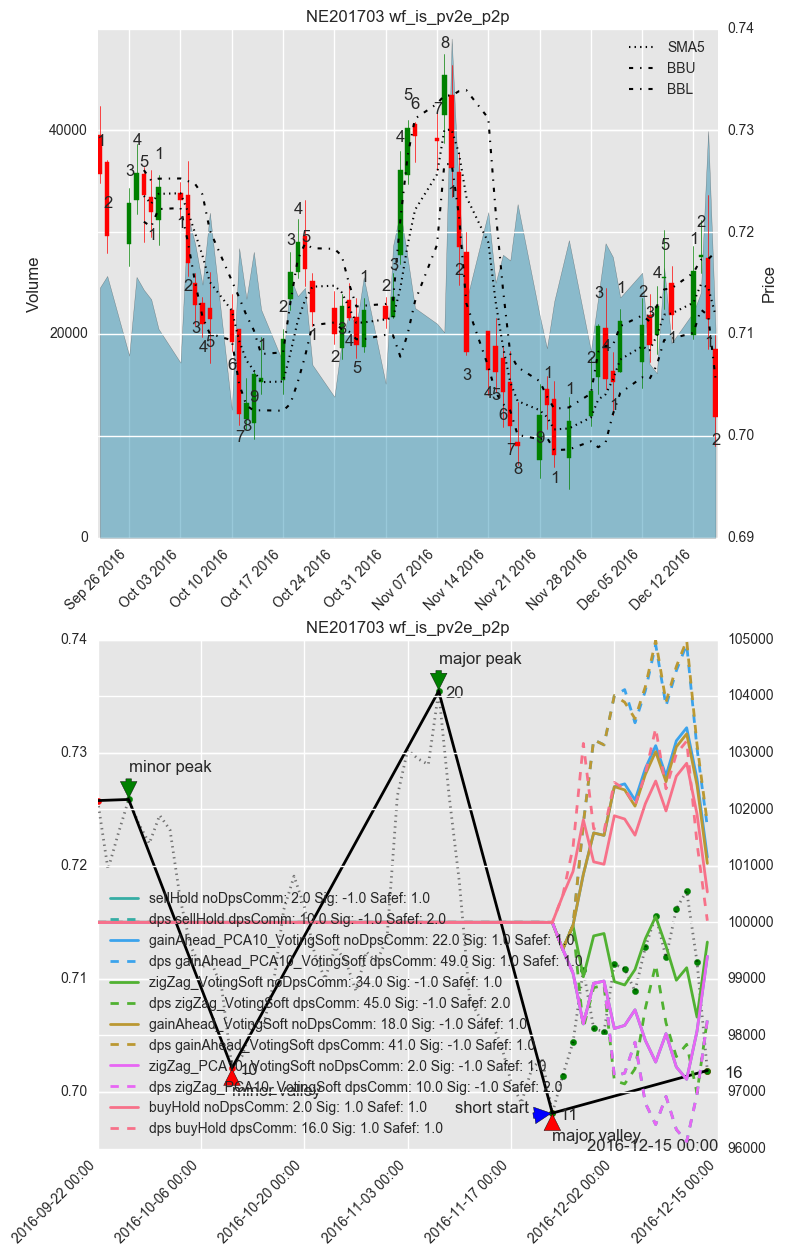 NE201703 wf_is_pv2e_p2p
0.74
0.73
0.72
0.71
0.70
0.69
Price
40000
20000
0
Volume
SMA5
BBU
BBL
Sep 26 2016
Oct 03 2016
Oct 10 2016
Oct 17 2016
Oct 24 2016
Oct 31 2016
Nov 07 2016
Nov 14 2016
Nov 21 2016
Nov 28 2016
Dec 05 2016
Dec 12 2016
NE201703 wf_is_pv2e_p2p
0.74
0.73
0.72
0.71
0.70
105000
104000
103000
102000
101000
100000
99000
98000
97000
96000
major peak
20
minor peak
sellHold noDpsComm: 2.0 Sig: -1.0 Safef: 1.0
dps sellHold dpsComm: 10.0 Sig: -1.0 Safef: 2.0
gainAhead_PCA10_VotingSoft noDpsComm: 22.0 Sig: 1.0 Safef: 1.0
dps gainAhead_PCA10_VotingSoft dpsComm: 49.0 Sig: 1.0 Safef: 1.0
zigZag_VotingSoft noDpsComm: 34.0 Sig: -1.0 Safef: 1.0
dps zigZag_VotingSoft dpsComm: 45.0 Sig: -1.0 Safef: 2.0
gainAhead_VotingSoft noDpsComm: 18.0 Sig: -1.0 Safef: 1.0
dps gainAhead_VotingSoft dpsComm: 41.0 Sig: -1.0 Safef: 1.0
zigZag_PCA10_VotingSoft noDpsComm: 2.0 Sig: -1.0 Safef: 1.0
dps zigZag_PCA10_VotingSoft dpsComm: 10.0 Sig: -1.0 Safef: 2.0
buyHold noDpsComm: 2.0 Sig: 1.0 Safef: 1.0
dps buyHold dpsComm: 16.0 Sig: 1.0 Safef: 1.0
10
minor valley
short start
11
major valley
16
2016-12-15 00:00
2016-09-22 00:00
2016-10-06 00:00
2016-10-20 00:00
2016-11-03 00:00
2016-11-17 00:00
2016-12-02 00:00
2016-12-15 00:00